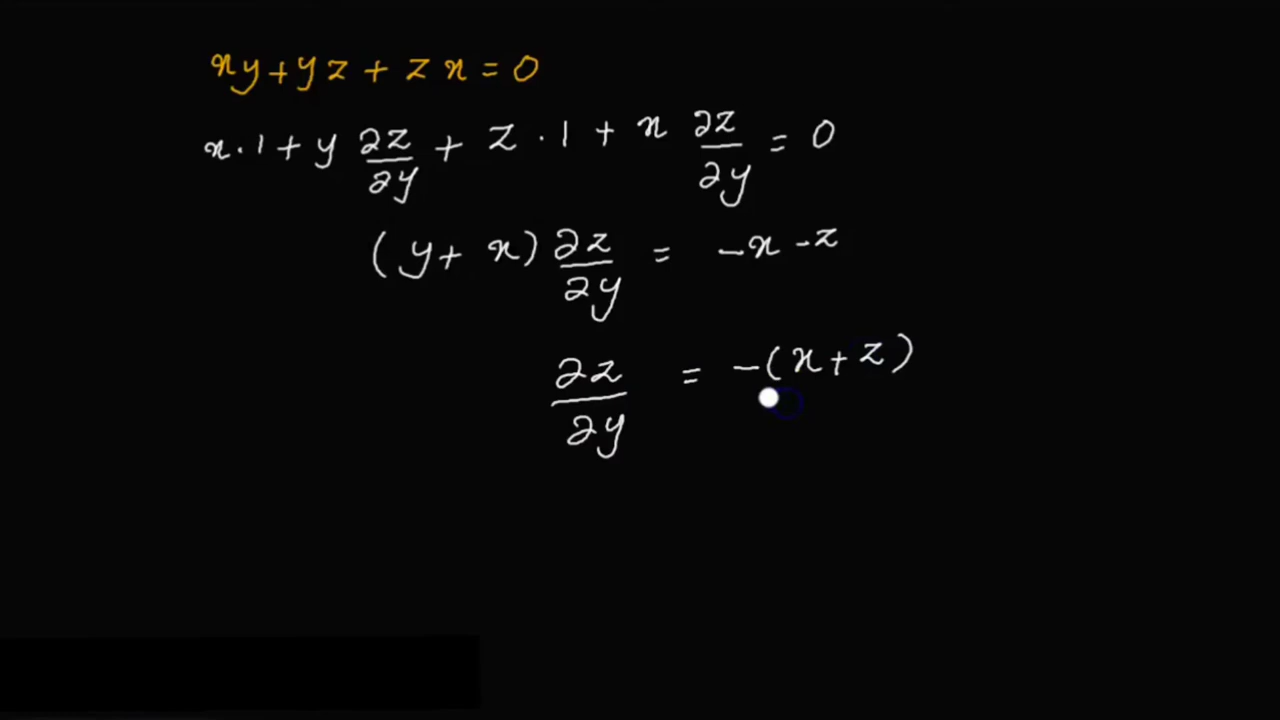 xy+yz+zx=0
x·1+y ∂z/∂y + z·1 + x ∂z/∂y = 0
(y+x) ∂z/∂y = -x-z
∂z/∂y = -(x+z)